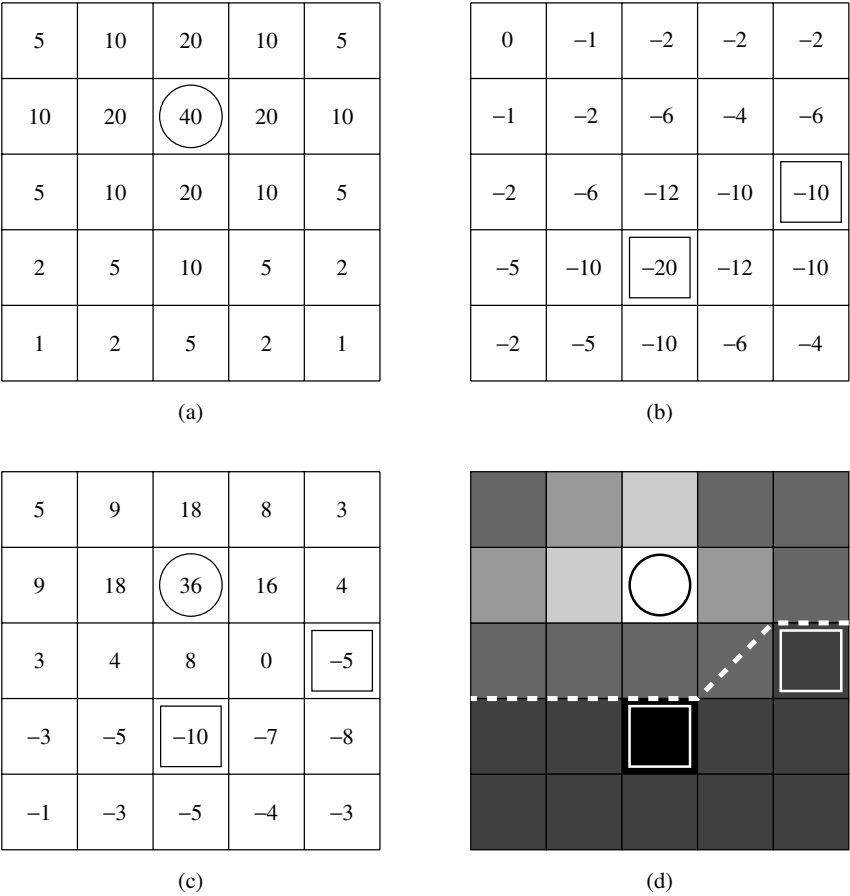 5 10 20 10 5
10 20 40 20 10
5 10 20 10 5
2 5 10 5 2
1 2 5 2 1
(a)
0 −1 −2 −2 −2
−1 −2 −6 −4 −6
−2 −6 −12 −10 −10
−5 −10 −20 −12 −10
−2 −5 −10 −6 −4
(b)
5 9 18 8 3
9 18 36 16 4
3 4 8 0 −5
−3 −5 −10 −7 −8
−1 −3 −5 −4 −3
(c)
(d)